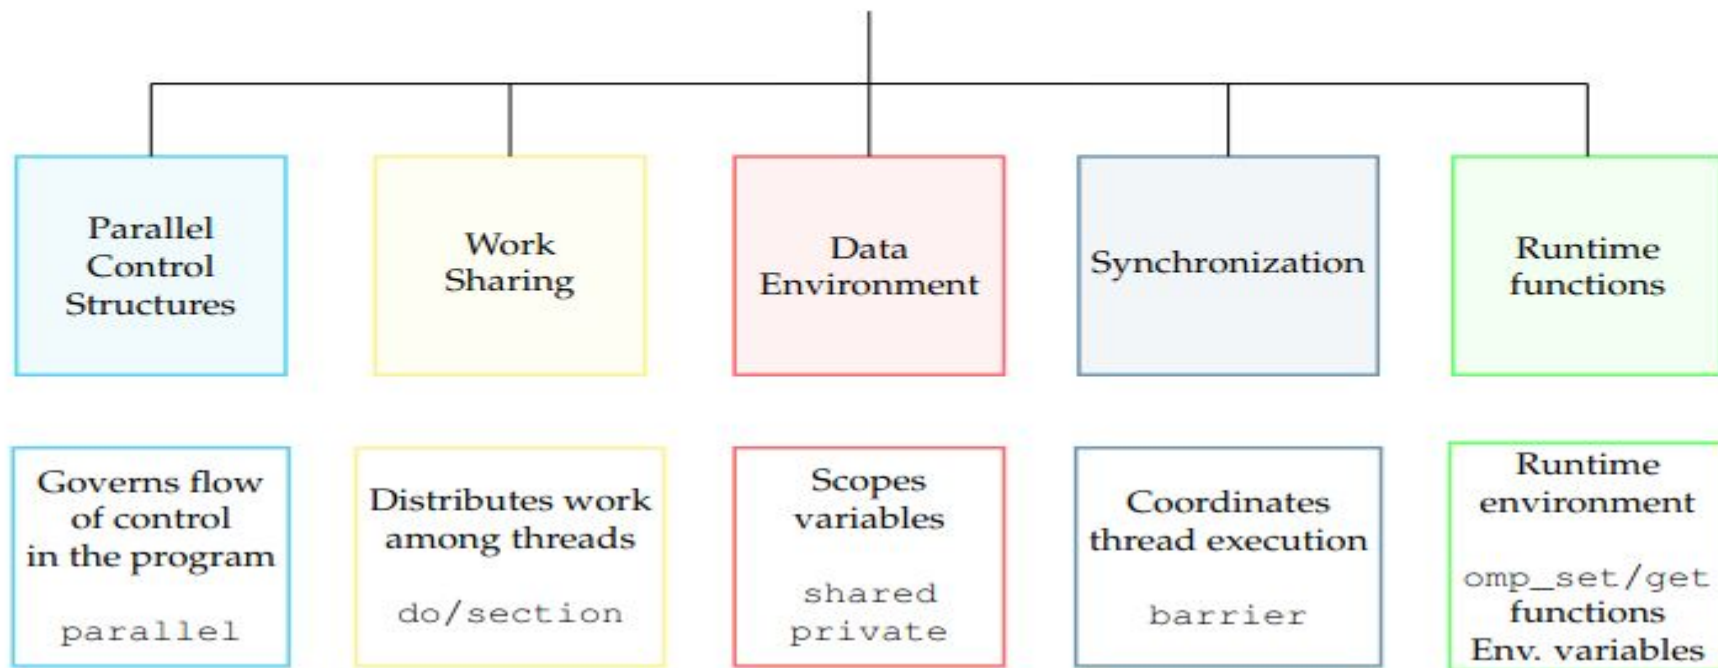 Parallel
Control
Structures
Work
Sharing
Data
Environment
Synchronization
Runtime
functions
Governs flow
of control
in the program
parallel
Distributes work
among threads
do/section
Scopes
variables
shared
private
Coordinates
thread execution
barrier
Runtime
environment
omp_set/get
functions
Env. variables